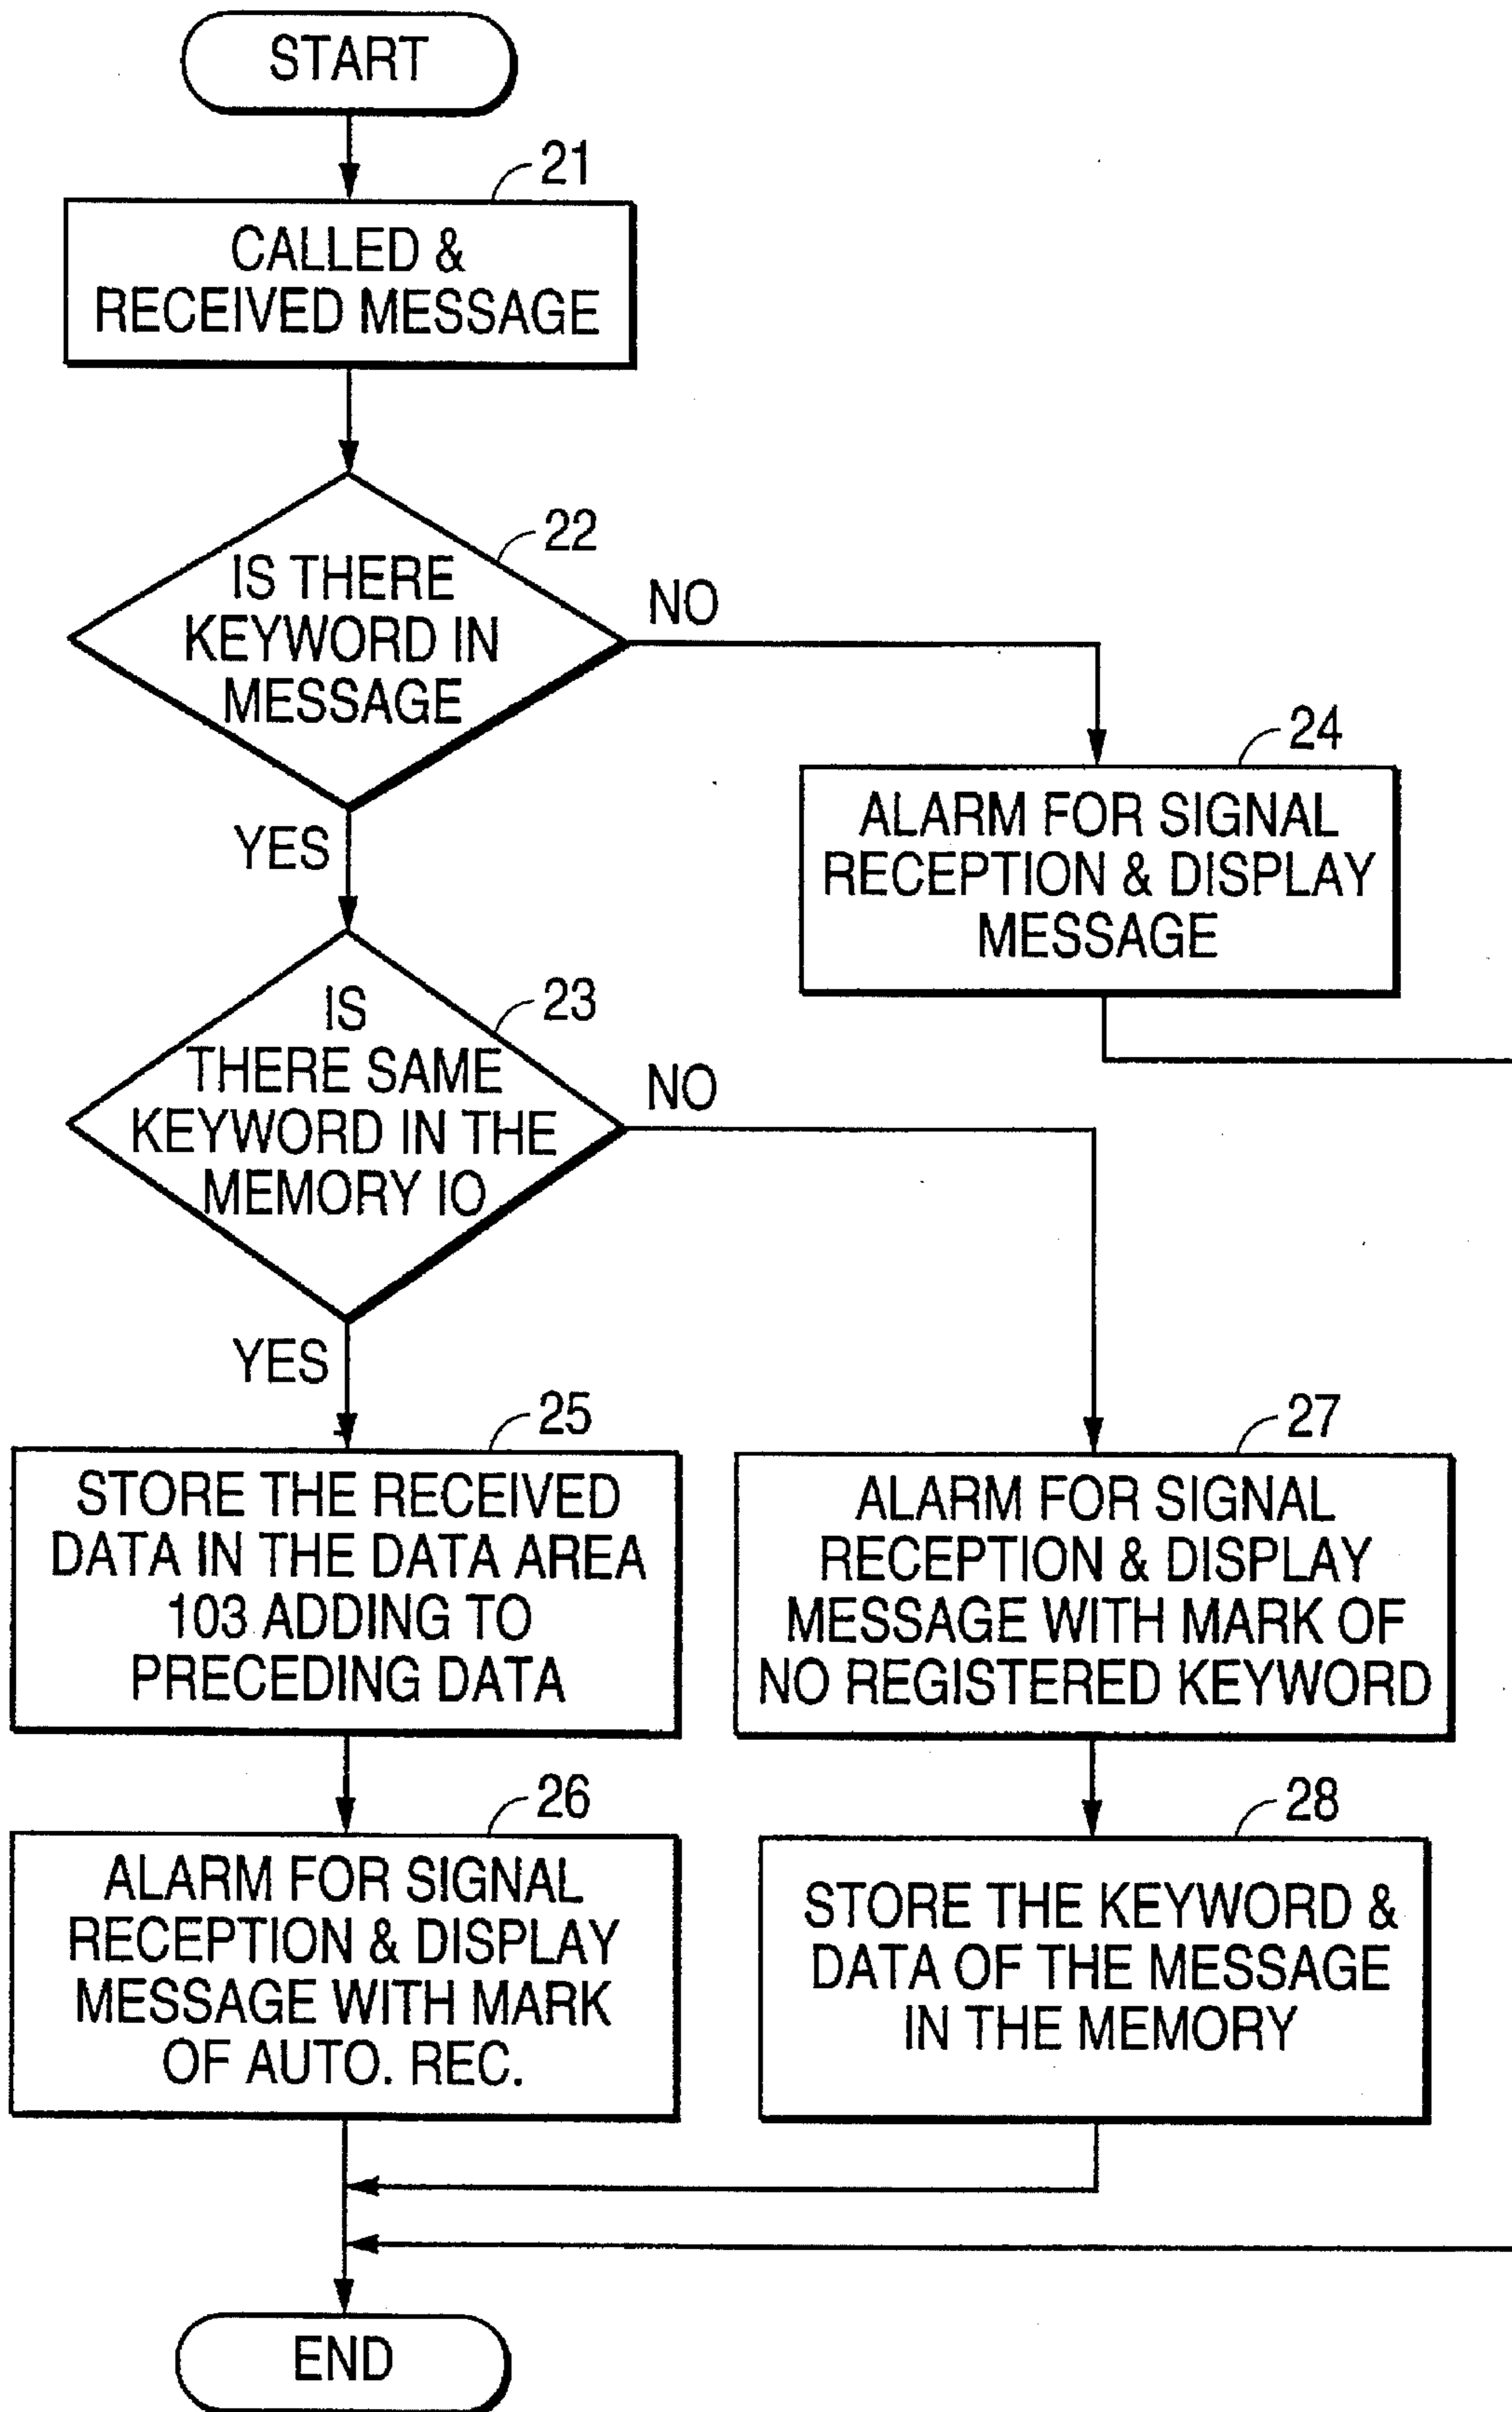 START
21
CALLED &
RECEIVED MESSAGE
22
IS THERE
KEYWORD IN
MESSAGE
NO
YES
24
ALARM FOR SIGNAL
RECEPTION & DISPLAY
MESSAGE
23
IS
THERE SAME
KEYWORD IN THE
MEMORY IO
NO
YES
25
STORE THE RECEIVED
DATA IN THE DATA AREA
103 ADDING TO
PRECEDING DATA
27
ALARM FOR SIGNAL
RECEPTION & DISPLAY
MESSAGE WITH MARK OF
NO REGISTERED KEYWORD
26
ALARM FOR SIGNAL
RECEPTION & DISPLAY
MESSAGE WITH MARK
OF AUTO. REC.
28
STORE THE KEYWORD &
DATA OF THE MESSAGE
IN THE MEMORY
END